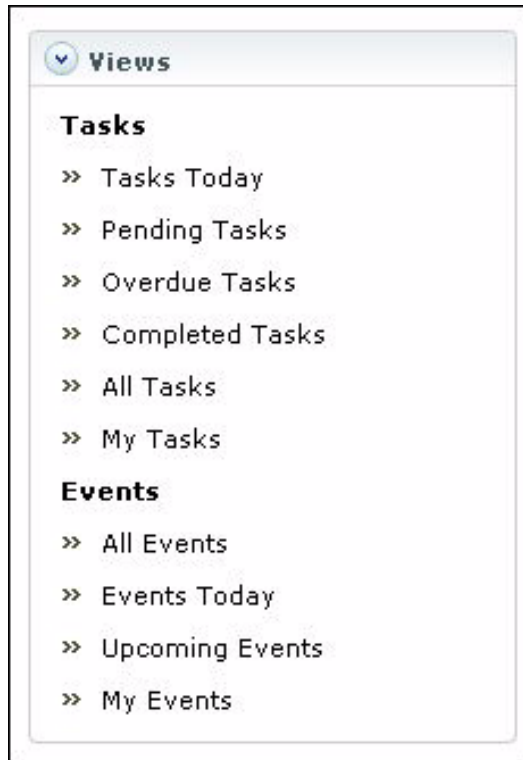 Views
Tasks
» Tasks Today
» Pending Tasks
» Overdue Tasks
» Completed Tasks
» All Tasks
» My Tasks
Events
» All Events
» Events Today
» Upcoming Events
» My Events